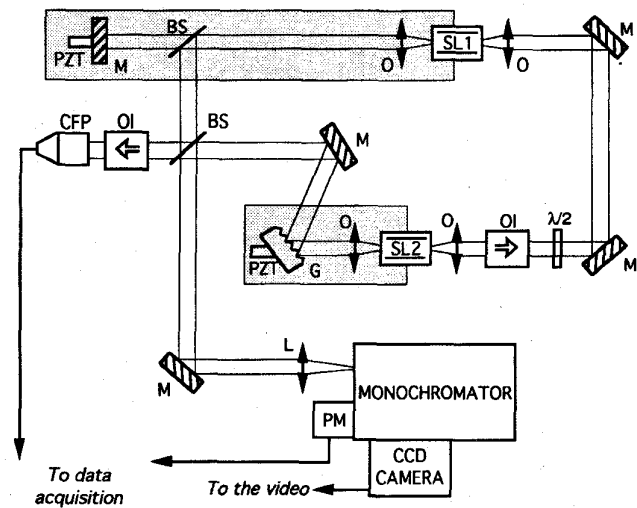 BS
M
PZT
M
O
SL1
O
CFP
OI
BS
M
λ/2
O
O
OI
SL2
PZT
G
M
L
M
MONOCHROMATOR
PM
CCD
CAMERA
To data
acquisition
To the video